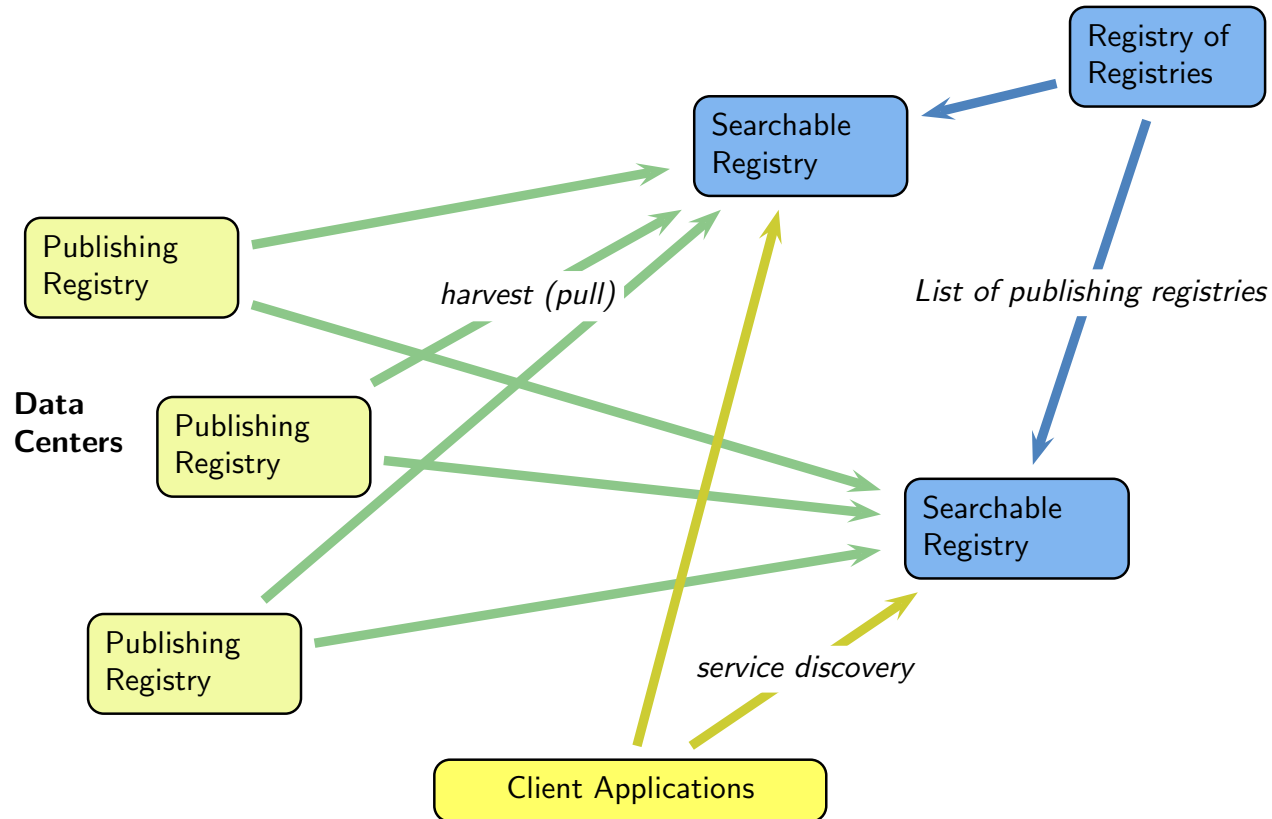 Registry of
Registries
Searchable
Registry
Publishing
Registry
harvest (pull)
List of publishing registries
Data
Centers
Publishing
Registry
Searchable
Registry
Publishing
Registry
service discovery
Client Applications